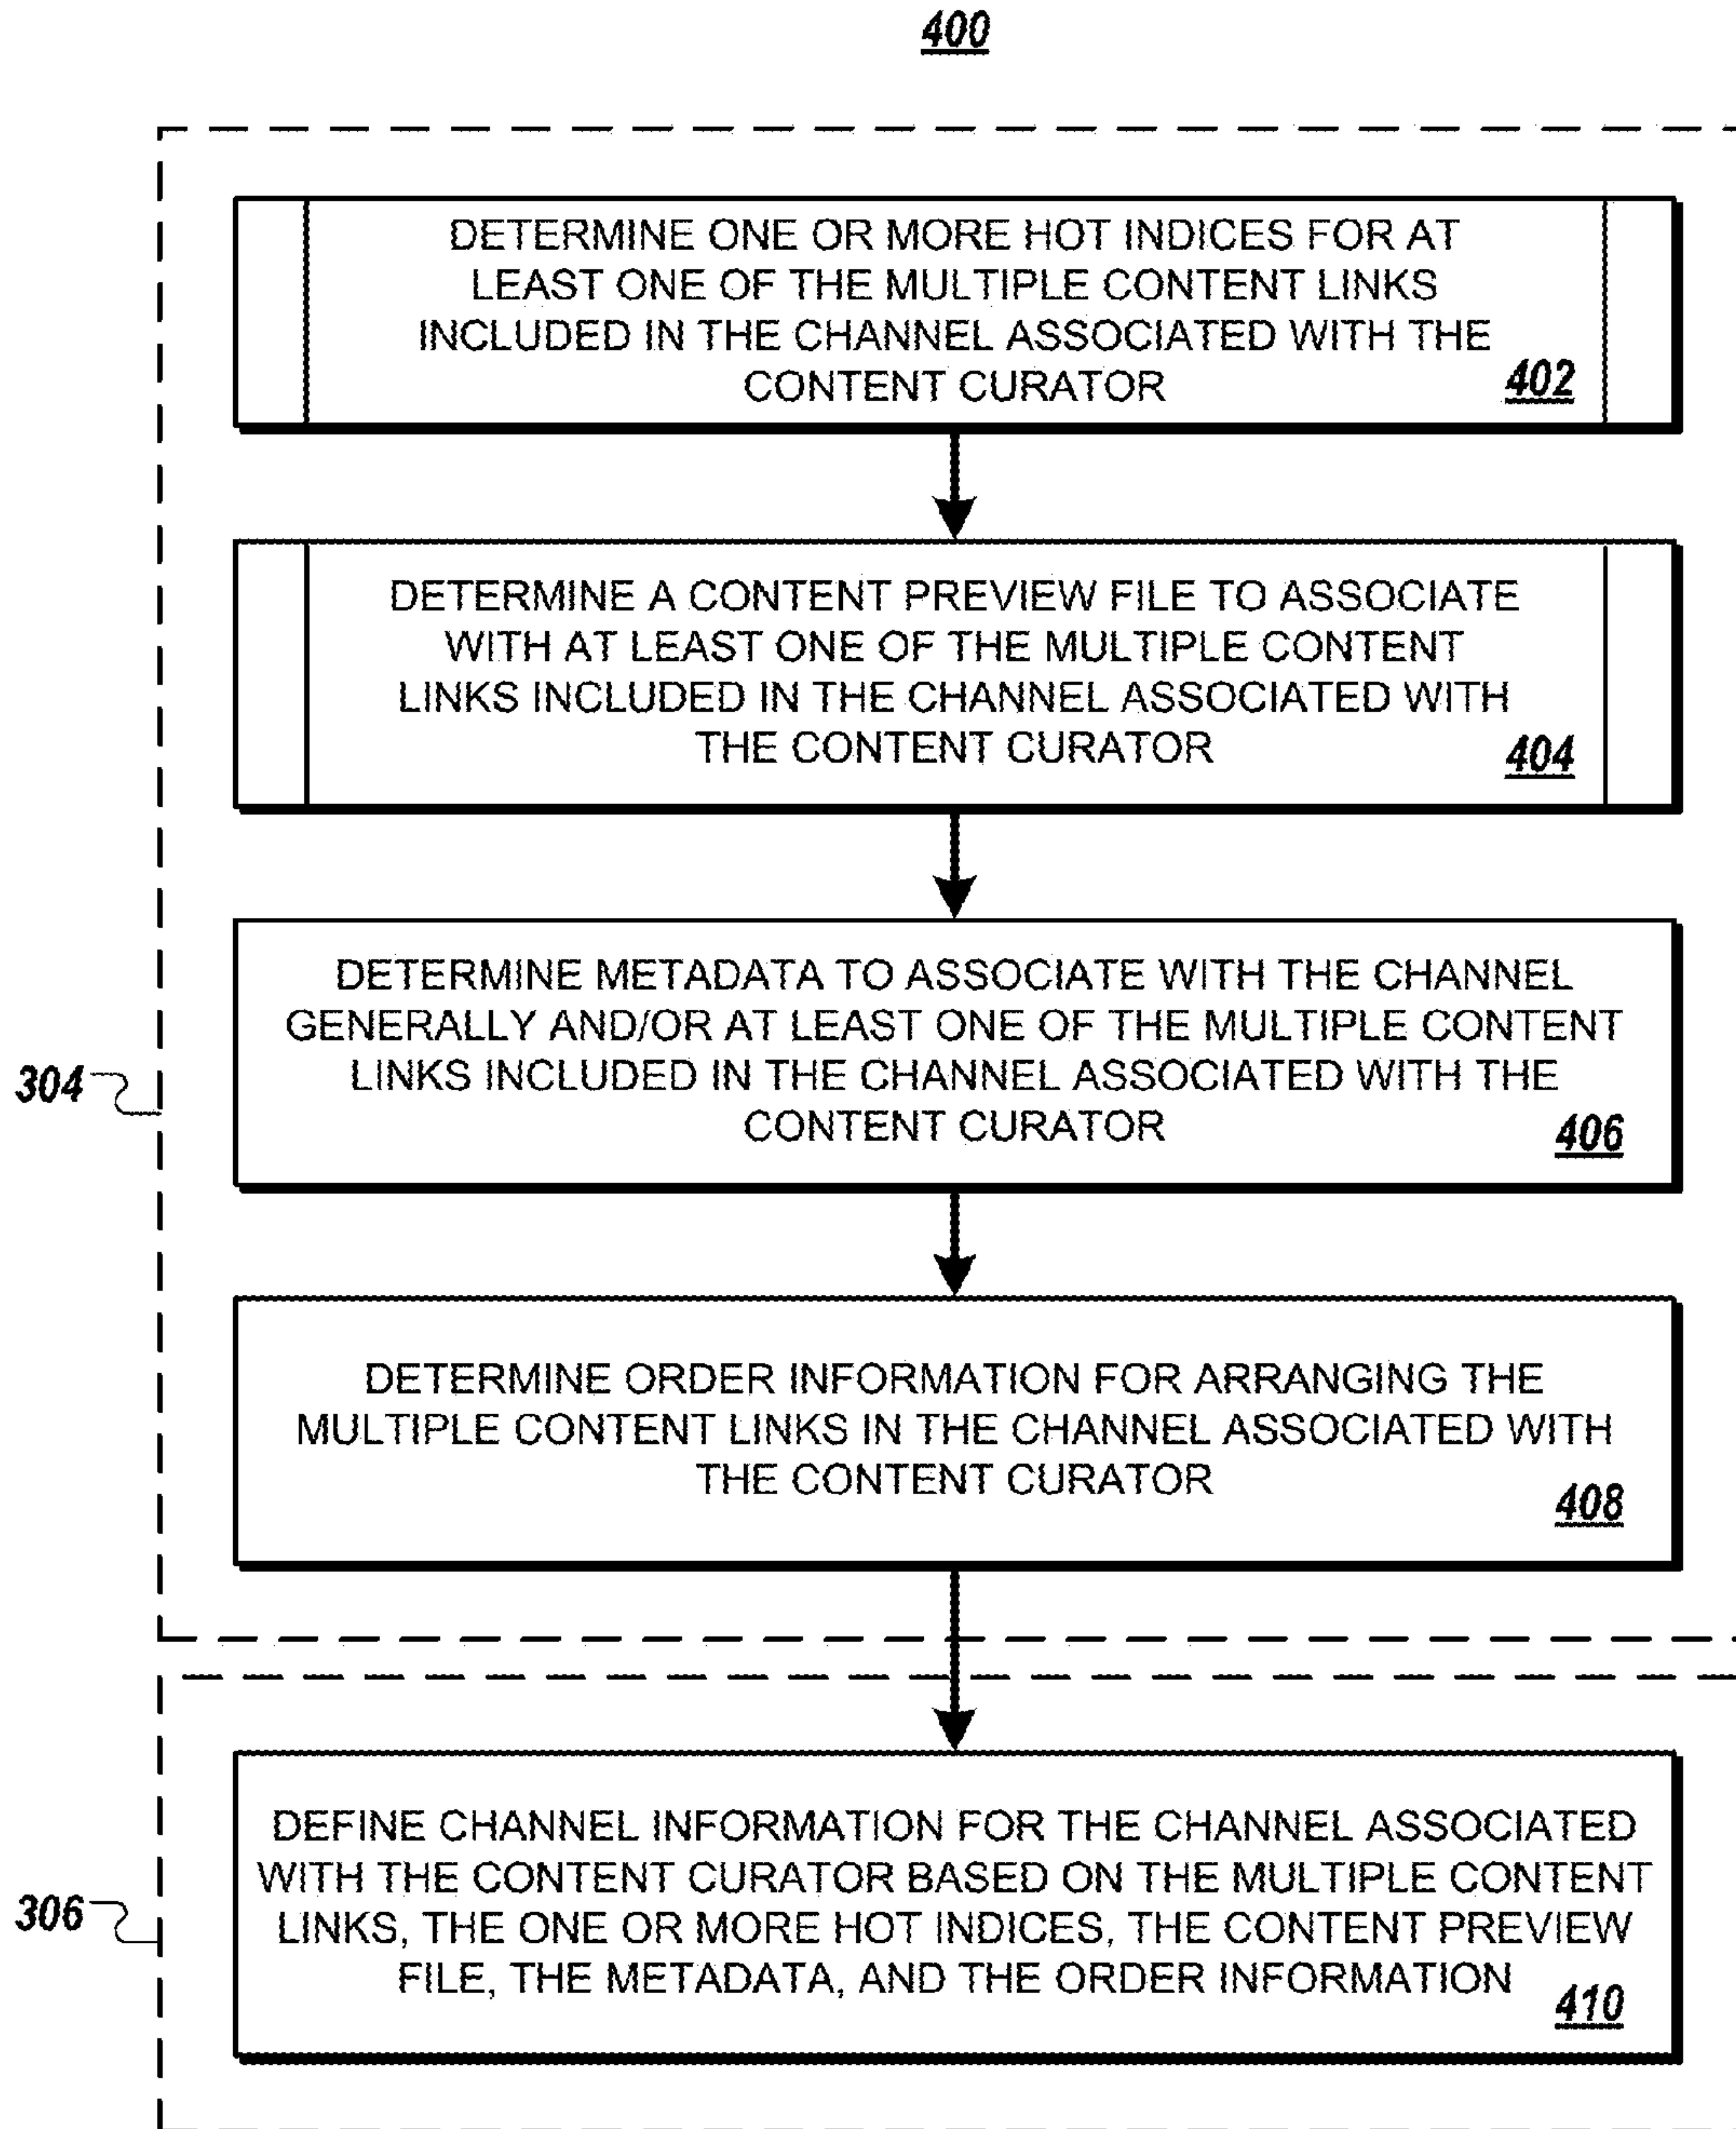 400
DETERMINE ONE OR MORE HOT INDICES FOR AT
LEAST ONE OF THE MULTIPLE CONTENT LINKS
INCLUDED IN THE CHANNEL ASSOCIATED WITH THE
CONTENT CURATOR
402
DETERMINE A CONTENT PREVIEW FILE TO ASSOCIATE
WITH AT LEAST ONE OF THE MULTIPLE CONTENT
LINKS INCLUDED IN THE CHANNEL ASSOCIATED WITH
THE CONTENT CURATOR
404
DETERMINE METADATA TO ASSOCIATE WITH THE CHANNEL
GENERALLY AND/OR AT LEAST ONE OF THE MULTIPLE CONTENT
LINKS INCLUDED IN THE CHANNEL ASSOCIATED WITH THE
CONTENT CURATOR
406
304
DETERMINE ORDER INFORMATION FOR ARRANGING THE
MULTIPLE CONTENT LINKS IN THE CHANNEL ASSOCIATED WITH
THE CONTENT CURATOR
408
DEFINE CHANNEL INFORMATION FOR THE CHANNEL ASSOCIATED
WITH THE CONTENT CURATOR BASED ON THE MULTIPLE CONTENT
LINKS, THE ONE OR MORE HOT INDICES, THE CONTENT PREVIEW
FILE, THE METADATA, AND THE ORDER INFORMATION
410
306